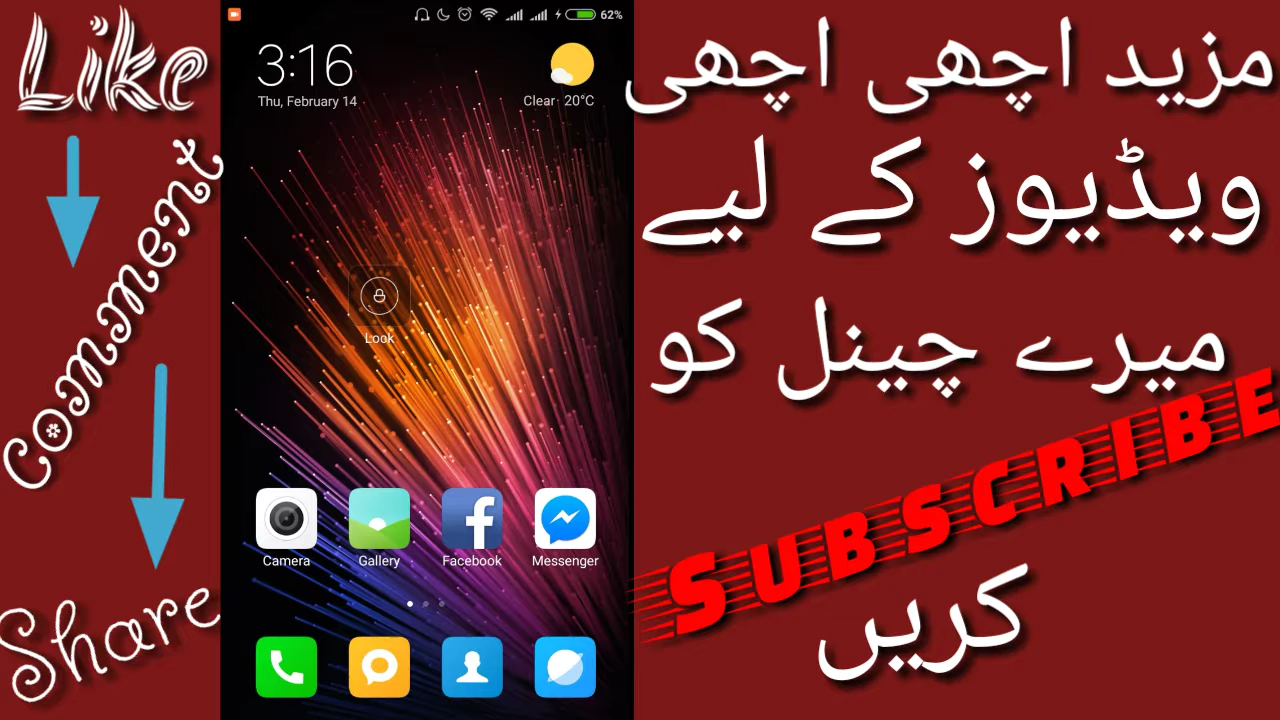 Like
Comment
Share
62%
3:16
Thu, February 14
Clear 20°C
Look
Camera
Gallery
Facebook
Messenger
مزید اچھی اچھی
ویڈیوز کے لیے
میرے چینل کو
SUBSCRIBE
کریں